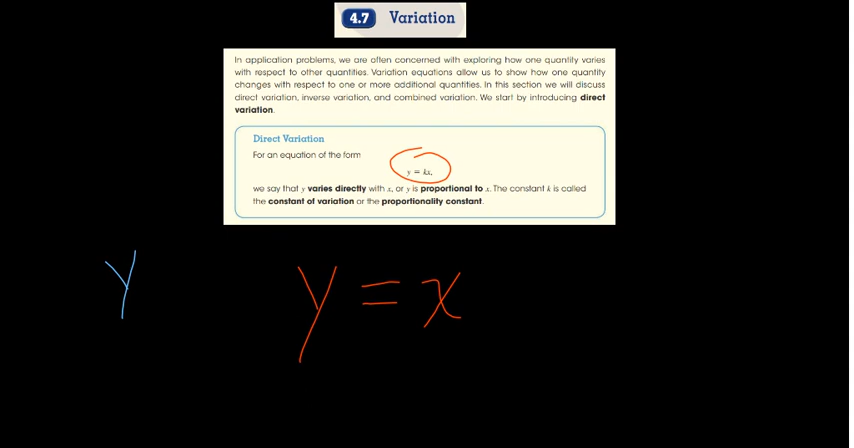 4.7 Variation
In application problems, we are often concerned with exploring how one quantity varies
with respect to other quantities. Variation equations allow us to show how one quantity
changes with respect to one or more additional quantities. In this section we will discuss
direct variation, inverse variation, and combined variation. We start by introducing direct
variation.
Direct Variation
For an equation of the form
y = kx,
we say that y varies directly with x, or y is proportional to x. The constant k is called
the constant of variation or the proportionality constant.
y
y = x